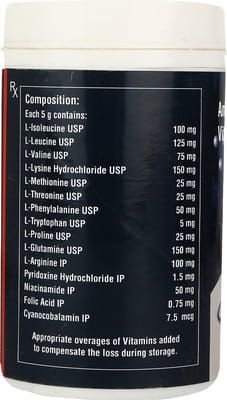 Rx
Composition:
Each 5 g contains:
L-Isoleucine USP 100 mg
L-Leucine USP 125 mg
L-Valine USP 75 mg
L-Lysine Hydrochloride USP 150 mg
L-Methionine USP 25 mg
L-Threonine USP 25 mg
L-Phenylalanine USP 50 mg
L-Tryptophan USP 5 mg
L-Proline USP 25 mg
L-Glutamine USP 150 mg
L-Arginine IP 100 mg
Pyridoxine Hydrochloride IP 1.5 mg
Niacinamide IP 50 mg
Folic Acid IP 0.75 mg
Cyanocobalamin IP 7.5 mcg
Appropriate overages of Vitamins added
to compensate the loss during storage.